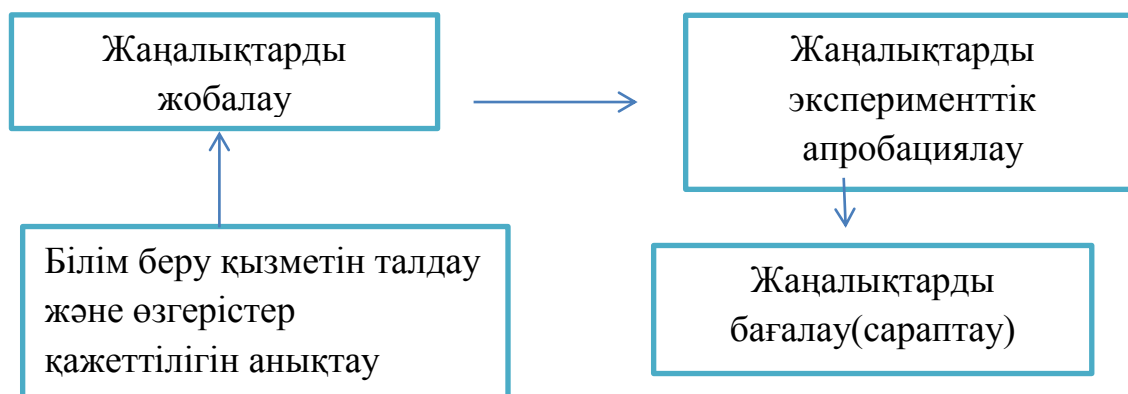 Жаңалықтарды
жобалау
Жаңалықтарды
эксперименттік
апробациялау
Білім беру қызметін талдау
және өзгерістер
қажеттілігін анықтау
Жаңалықтарды
бағалау(сараптау)